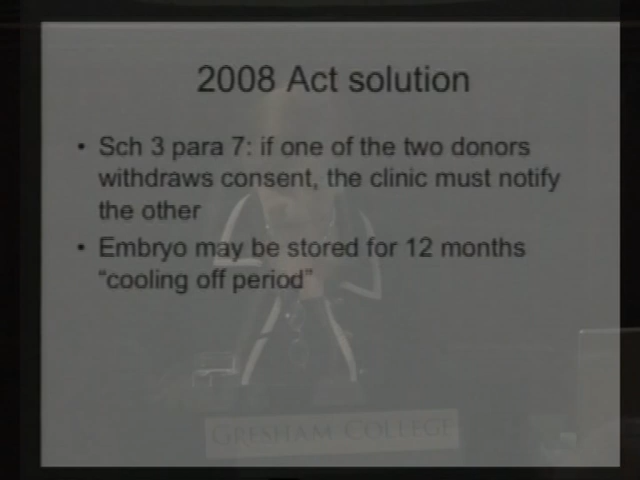 2008 Act solution
• Sch 3 para 7: if one of the two donors
withdraws consent, the clinic must notify
the other
• Embryo may be stored for 12 months
“cooling off period”
GRESHAM COLLEGE